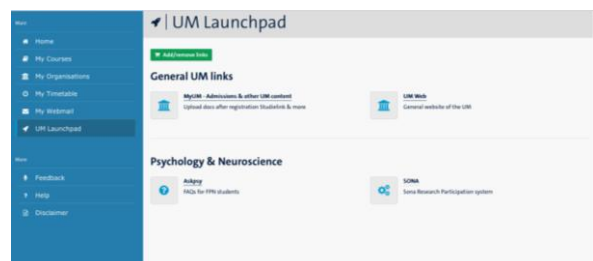 More
Home
My Courses
My Organisations
My Timetable
My Webmail
UM Launchpad
More
Feedback
Help
Disclaimer
UM Launchpad
Add/remove links
General UM links
MyUM - Admissions & other UM content
Upload docs after registration Studielink & more
UM Web
General website of the UM
Psychology & Neuroscience
Askpsy
FAQs for FPN students
SONA
Sona Research Participation system